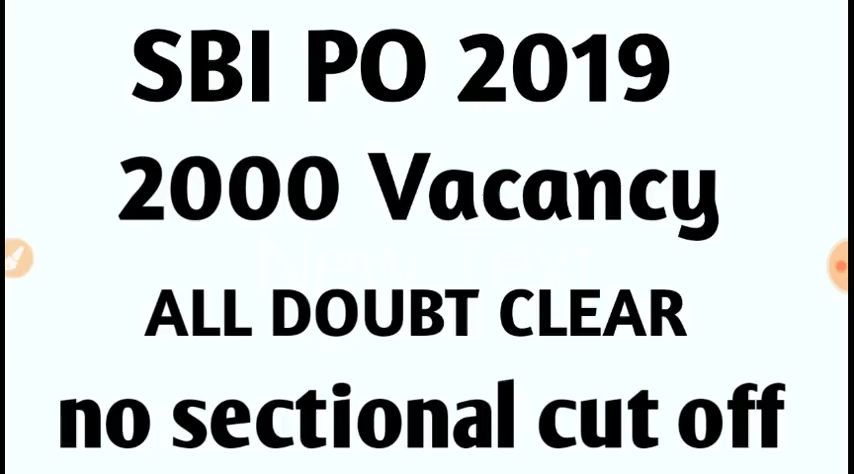 SBI PO 2019
2000 Vacancy
ALL DOUBT CLEAR
no sectional cut off